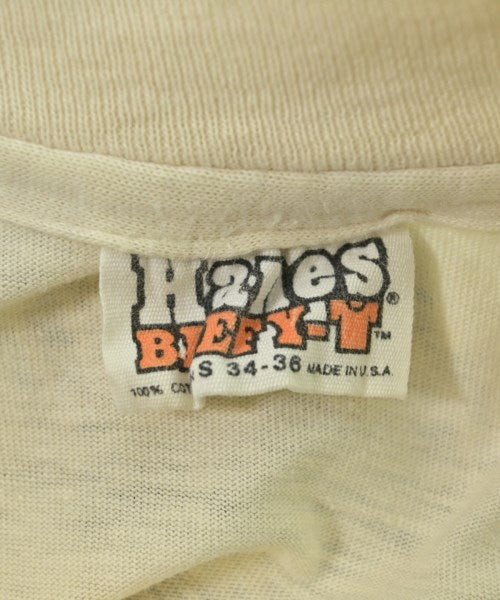 Hanes®
BEEFY-T™
S 34-36 MADE IN U.S.A.
100%